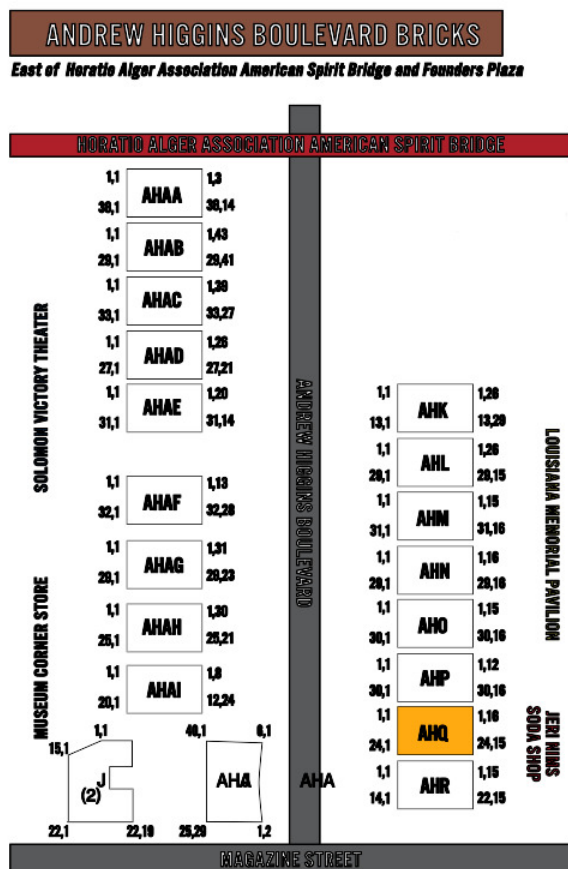 ANDREW HIGGINS BOULEVARD BRICKS
East of Horatio Alger Association American Spirit Bridge and Founders Plaza
HORATIO ALGER ASSOCIATION AMERICAN SPIRIT BRIDGE
SOLOMON VICTORY THEATER
MUSEUM CORNER STORE
1,1 1,3
AHAA
38,1 38,14
1,1 1,43
AHAB
29,1 29,41
1,1 1,39
AHAC
33,1 33,27
1,1 1,26
AHAD
27,1 27,21
1,1 1,20
AHAE
31,1 31,14
1,1 1,13
AHAF
32,1 32,28
1,1 1,31
AHAG
29,1 29,23
1,1 1,30
AHAH
25,1 25,21
1,1 1,8
AHAI
20,1 12,24
1,1
15,1
J
(2)
22,1 22,19
40,1 6,1
AHA
25,29 1,2
AHA
ANDREW HIGGINS BOULEVARD
1,1 1,26
AHK
13,1 13,29
1,1 1,26
AHL
29,1 29,15
1,1 1,15
AHM
31,1 31,16
1,1 1,16
AHN
29,1 29,16
1,1 1,15
AHO
30,1 30,16
1,1 1,12
AHP
30,1 30,16
1,1 1,16
AHQ
24,1 24,15
1,1 1,15
AHR
14,1 22,15
LOUISIANA MEMORIAL PAVILION
JERI NIMS
SODA SHOP
MAGAZINE STREET